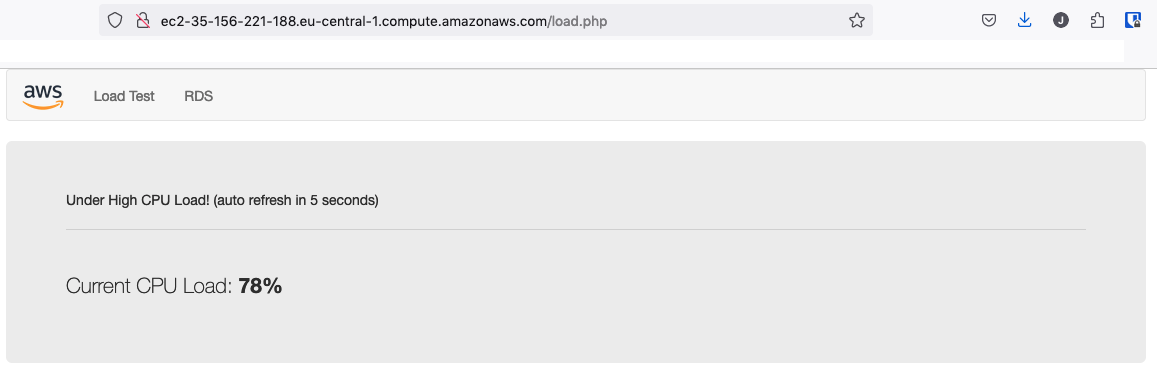 ec2-35-156-221-188.eu-central-1.compute.amazonaws.com/load.php
J
aws
Load Test RDS
Under High CPU Load! (auto refresh in 5 seconds)
Current CPU Load: 78%